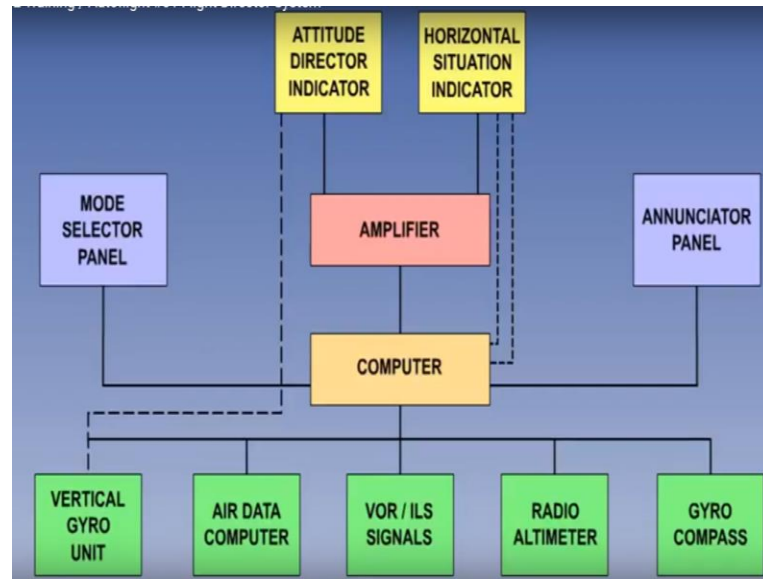 ATTITUDE
DIRECTOR
INDICATOR
HORIZONTAL
SITUATION
INDICATOR
MODE
SELECTOR
PANEL
AMPLIFIER
ANNUNCIATOR
PANEL
COMPUTER
VERTICAL
GYRO
UNIT
AIR DATA
COMPUTER
VOR / ILS
SIGNALS
RADIO
ALTIMETER
GYRO
COMPASS